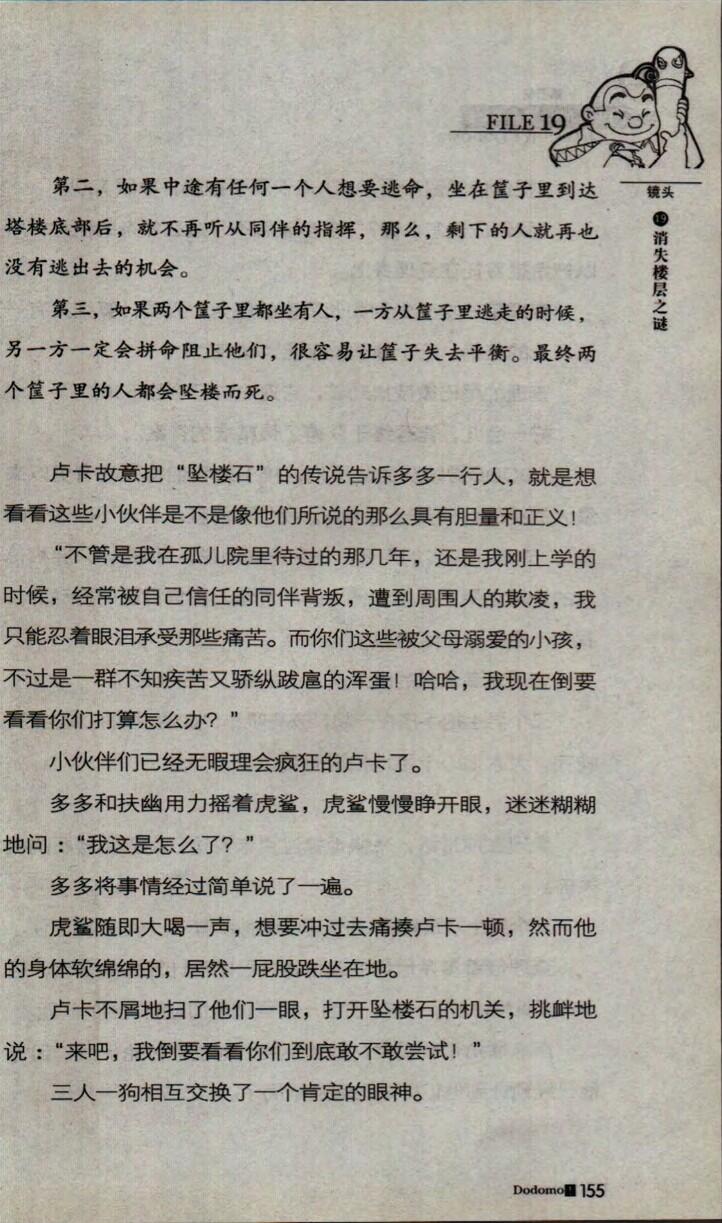 FILE 19
镜头
⑲消失楼层之谜
第二，如果中途有任何一个人想要逃命，坐在筐子里到达
塔楼底部后，就不再听从同伴的指挥，那么，剩下的人就再也
没有逃出去的机会。
第三，如果两个筐子里都坐有人，一方从筐子里逃走的时候，
另一方一定会拼命阻止他们，很容易让筐子失去平衡。最终两
个筐子里的人都会坠楼而死。
卢卡故意把“坠楼石”的传说告诉多多一行人，就是想
看看这些小伙伴是不是像他们所说的那么具有胆量和正义！
“不管是我在孤儿院里待过的那几年，还是我刚上学的
时候，经常被自己信任的同伴背叛，遭到周围人的欺凌，我
只能忍着眼泪承受那些痛苦。而你们这些被父母溺爱的小孩，
不过是一群不知疾苦又骄纵跋扈的浑蛋！哈哈，我现在倒要
看看你们打算怎么办？”
小伙伴们已经无暇理会疯狂的卢卡了。
多多和扶幽用力摇着虎鲨，虎鲨慢慢睁开眼，迷迷糊糊
地问：“我这是怎么了？”
多多将事情经过简单说了一遍。
虎鲨随即大喝一声，想要冲过去痛揍卢卡一顿，然而他
的身体软绵绵的，居然一屁股跌坐在地。
卢卡不屑地扫了他们一眼，打开坠楼石的机关，挑衅地
说：“来吧，我倒要看看你们到底敢不敢尝试！”
三人一狗相互交换了一个肯定的眼神。
Dodomo! 155